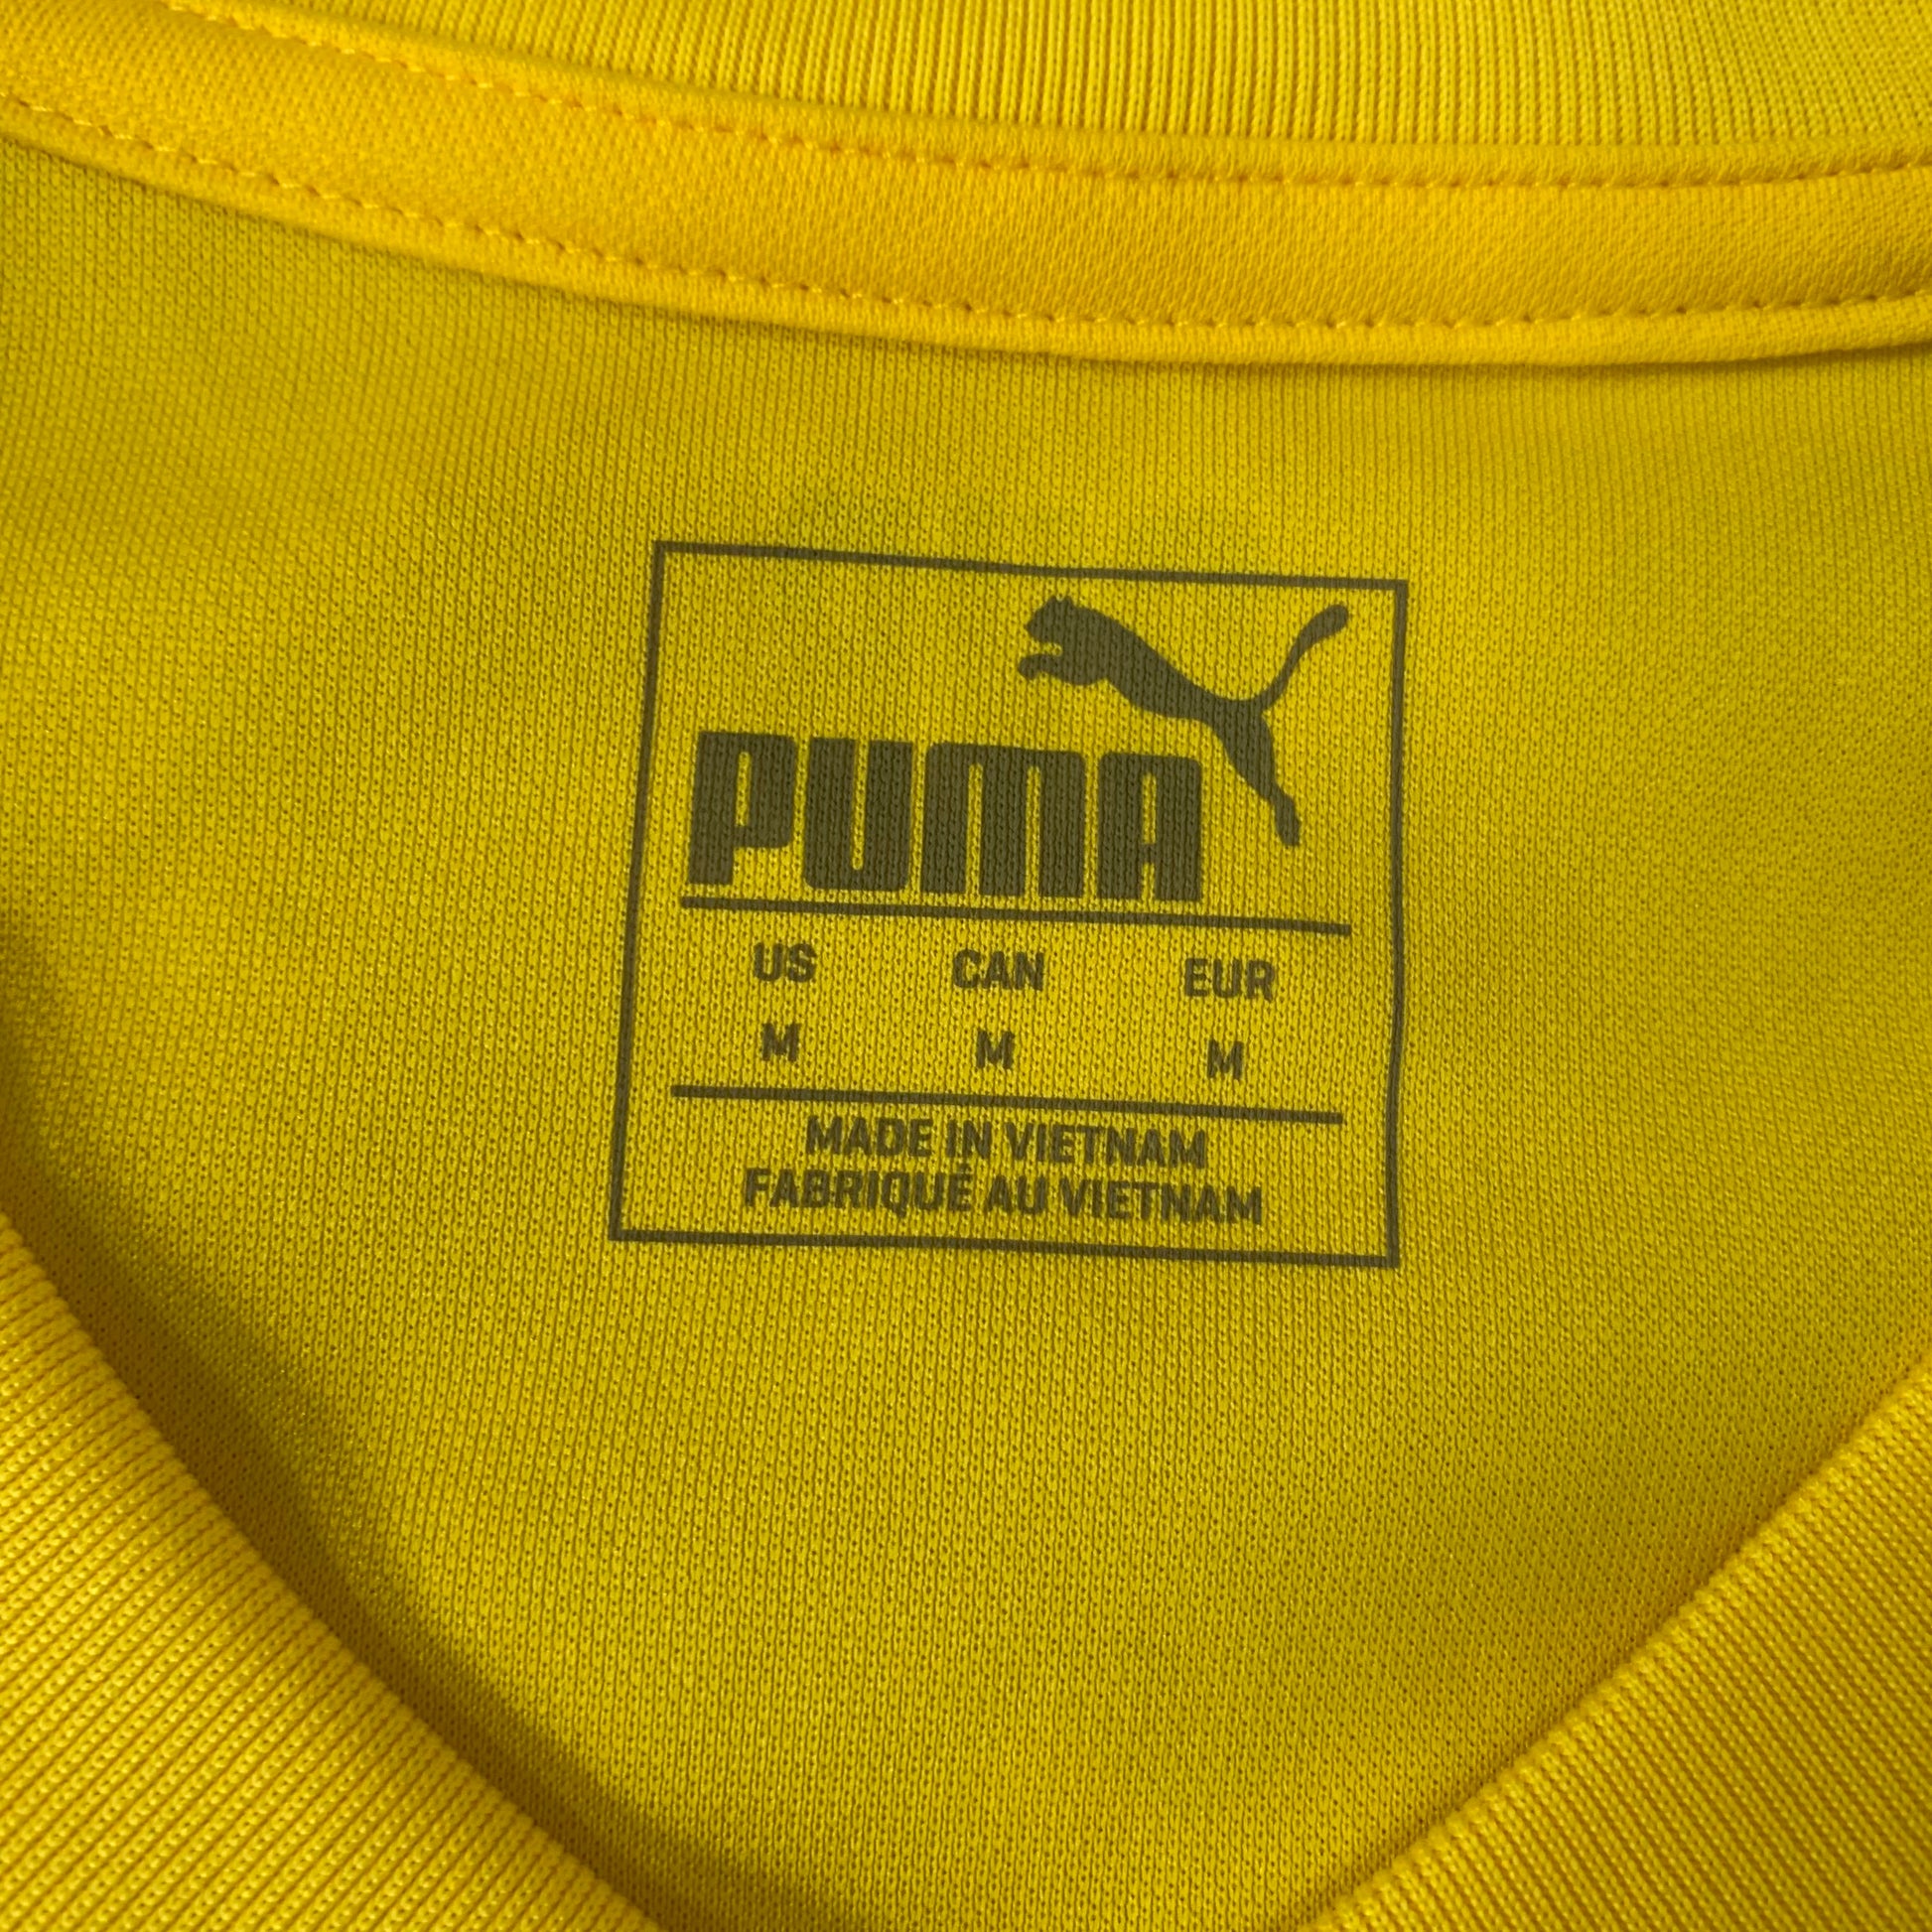 PUMA
US CAN EUR
M M M
MADE IN VIETNAM
FABRIQUÉ AU VIETNAM